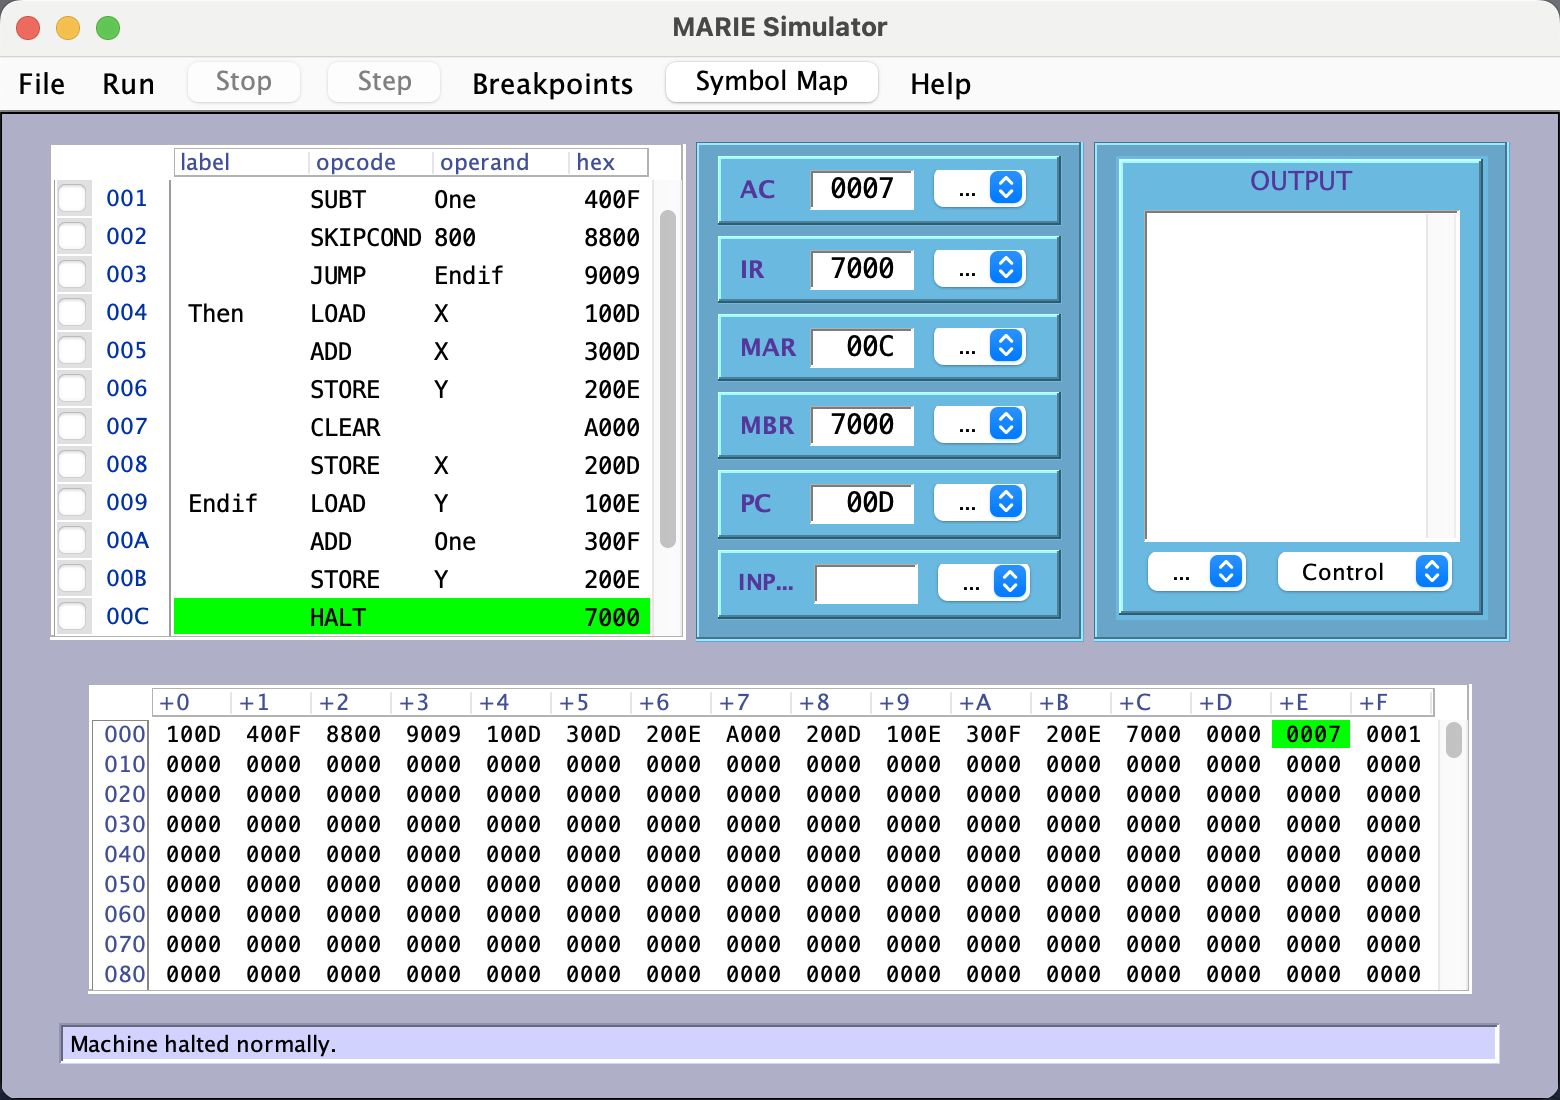 MARIE Simulator
File Run Stop Step Breakpoints Symbol Map Help
label opcode operand hex
001 SUBT One 400F
002 SKIPCOND 800 8800
003 JUMP Endif 9009
004 Then LOAD X 100D
005 ADD X 300D
006 STORE Y 200E
007 CLEAR A000
008 STORE X 200D
009 Endif LOAD Y 100E
00A ADD One 300F
00B STORE Y 200E
00C HALT 7000
AC 0007 ...
IR 7000 ...
MAR 00C ...
MBR 7000 ...
PC 00D ...
INP... ...
OUTPUT
... Control
+0 +1 +2 +3 +4 +5 +6 +7 +8 +9 +A +B +C +D +E +F
000 100D 400F 8800 9009 100D 300D 200E A000 200D 100E 300F 200E 7000 0000 0007 0001
010 0000 0000 0000 0000 0000 0000 0000 0000 0000 0000 0000 0000 0000 0000 0000 0000
020 0000 0000 0000 0000 0000 0000 0000 0000 0000 0000 0000 0000 0000 0000 0000 0000
030 0000 0000 0000 0000 0000 0000 0000 0000 0000 0000 0000 0000 0000 0000 0000 0000
040 0000 0000 0000 0000 0000 0000 0000 0000 0000 0000 0000 0000 0000 0000 0000 0000
050 0000 0000 0000 0000 0000 0000 0000 0000 0000 0000 0000 0000 0000 0000 0000 0000
060 0000 0000 0000 0000 0000 0000 0000 0000 0000 0000 0000 0000 0000 0000 0000 0000
070 0000 0000 0000 0000 0000 0000 0000 0000 0000 0000 0000 0000 0000 0000 0000 0000
080 0000 0000 0000 0000 0000 0000 0000 0000 0000 0000 0000 0000 0000 0000 0000 0000
Machine halted normally.